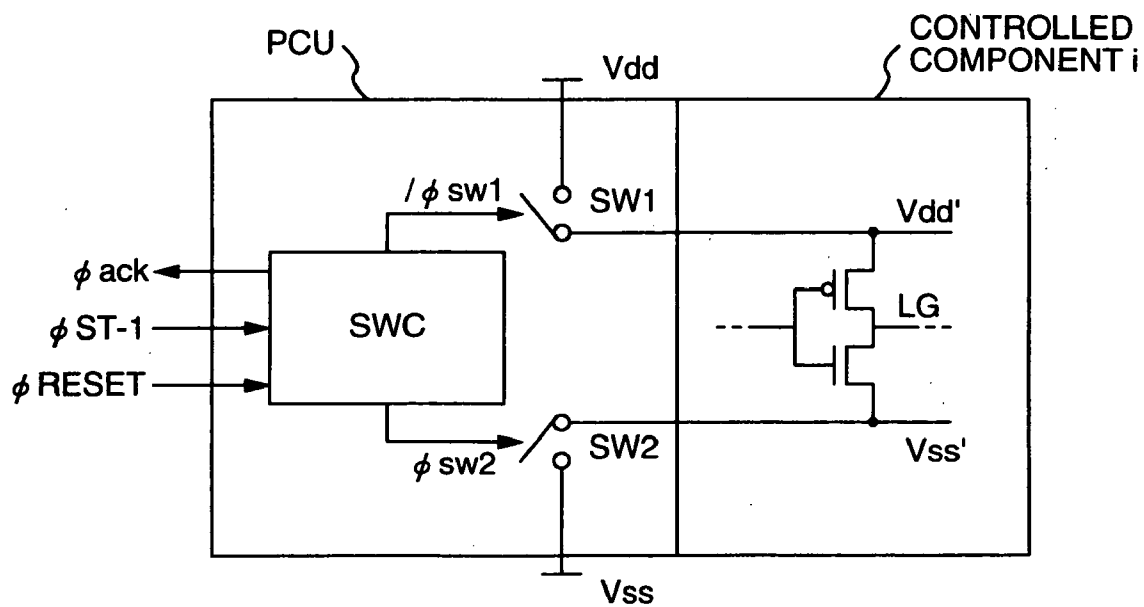 PCU
CONTROLLED
COMPONENT i
Vdd
/ϕ sw1
SW1
Vdd'
ϕ ack
ϕ ST-1
SWC
LG
ϕ RESET
ϕ sw2
SW2
Vss'
Vss